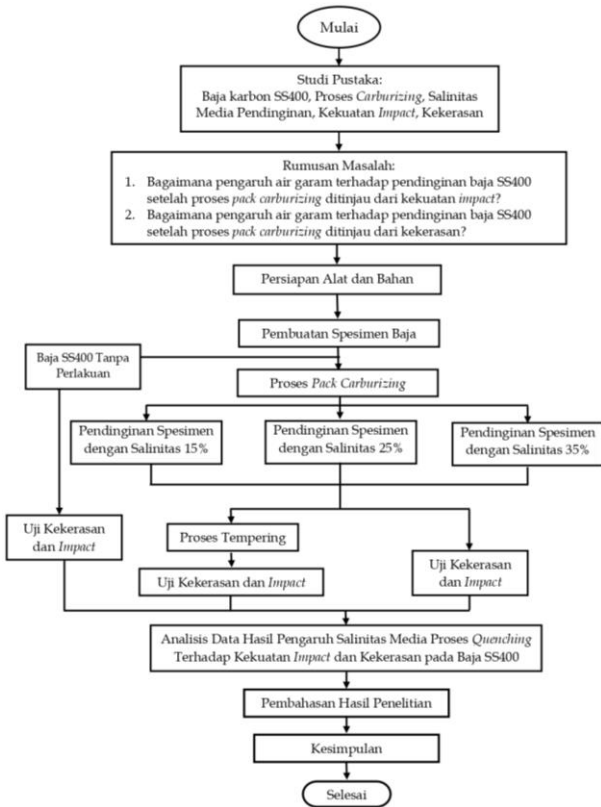 Mulai
Studi Pustaka:
Baja karbon SS400, Proses Carburizing, Salinitas
Media Pendinginan, Kekuatan Impact, Kekerasan
Rumusan Masalah:
1. Bagaimana pengaruh air garam terhadap pendinginan baja SS400
setelah proses pack carburizing ditinjau dari kekuatan impact?
2. Bagaimana pengaruh air garam terhadap pendinginan baja SS400
setelah proses pack carburizing ditinjau dari kekerasan?
Persiapan Alat dan Bahan
Pembuatan Spesimen Baja
Baja SS400 Tanpa
Perlakuan
Proses Pack Carburizing
Pendinginan Spesimen
dengan Salinitas 15%
Pendinginan Spesimen
dengan Salinitas 25%
Pendinginan Spesimen
dengan Salinitas 35%
Uji Kekerasan
dan Impact
Proses Tempering
Uji Kekerasan dan Impact
Uji Kekerasan
dan Impact
Analisis Data Hasil Pengaruh Salinitas Media Proses Quenching
Terhadap Kekuatan Impact dan Kekerasan pada Baja SS400
Pembahasan Hasil Penelitian
Kesimpulan
Selesai